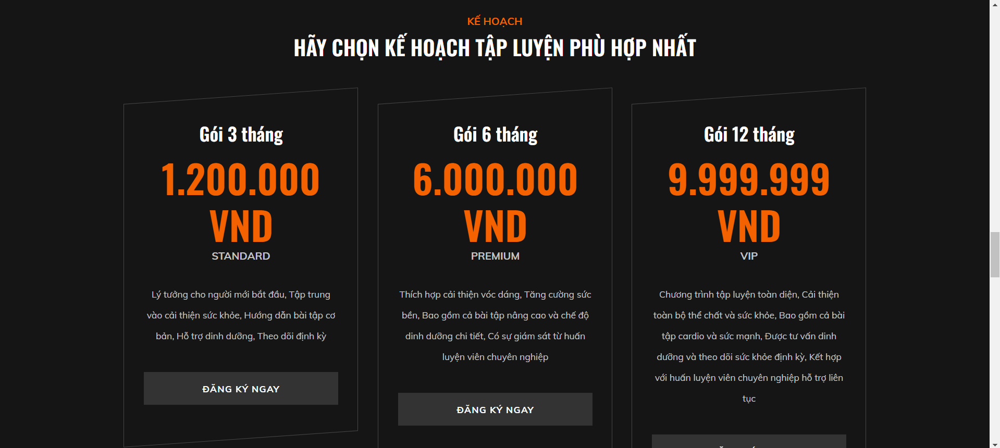 KẾ HOẠCH
HÃY CHỌN KẾ HOẠCH TẬP LUYỆN PHÙ HỢP NHẤT
Gói 3 tháng
1.200.000
VND
STANDARD
Lý tưởng cho người mới bắt đầu, Tập trung
vào cải thiện sức khỏe, Hướng dẫn bài tập cơ
bản, Hỗ trợ dinh dưỡng, Theo dõi định kỳ
ĐĂNG KÝ NGAY
Gói 6 tháng
6.000.000
VND
PREMIUM
Thích hợp cải thiện vóc dáng, Tăng cường sức
bền, Bao gồm cả bài tập nâng cao và chế độ
dinh dưỡng chi tiết, Có sự giám sát từ huấn
luyện viên chuyên nghiệp
ĐĂNG KÝ NGAY
Gói 12 tháng
9.999.999
VND
VIP
Chương trình tập luyện toàn diện, Cải thiện
toàn bộ thể chất và sức khỏe, Bao gồm cả bài
tập cardio và sức mạnh, Được tư vấn dinh
dưỡng và theo dõi sức khỏe định kỳ, Kết hợp
với huấn luyện viên chuyên nghiệp hỗ trợ liên
tục